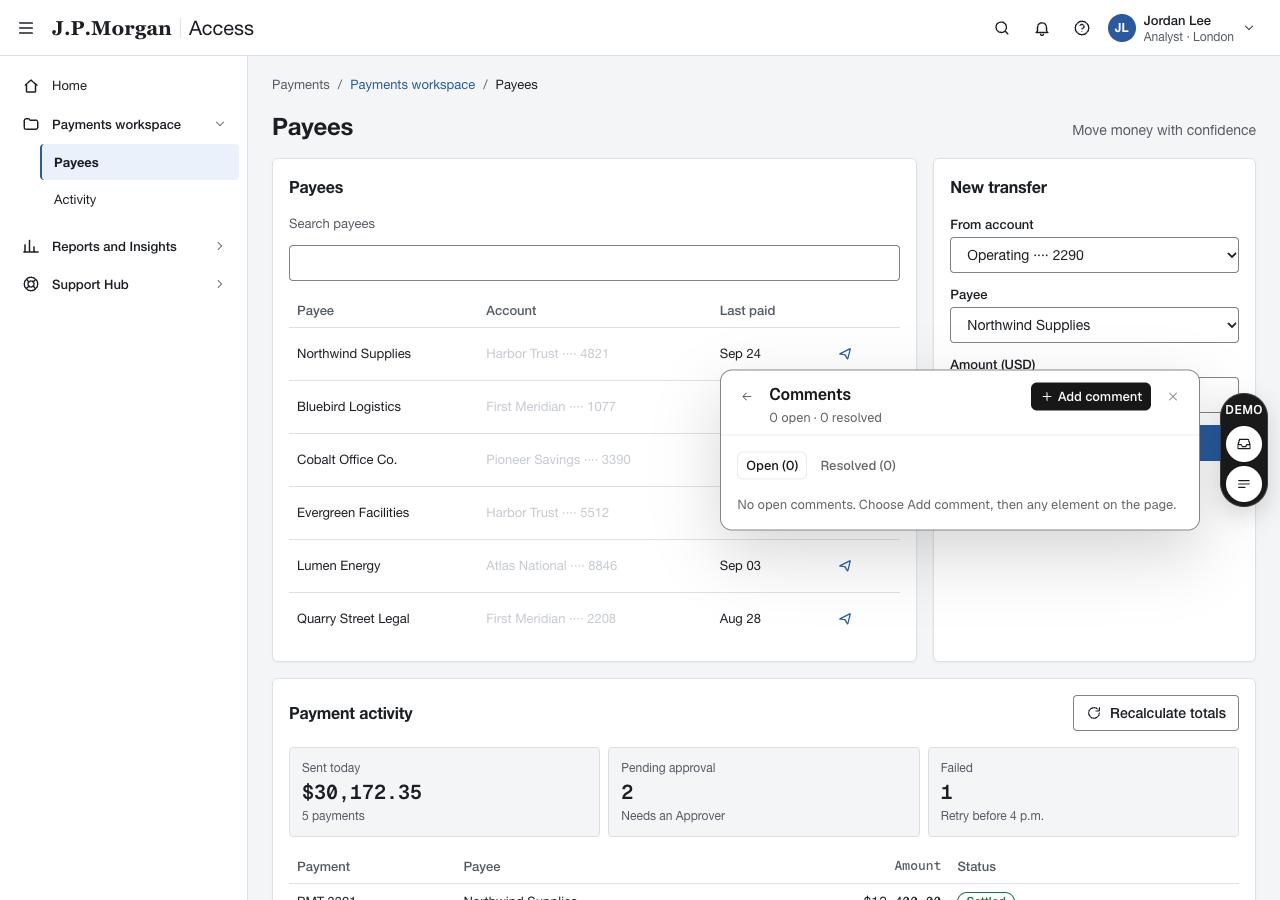 J.P.Morgan Access
JL
Jordan Lee
Analyst · London
Home
Payments workspace
Payees
Activity
Reports and Insights
Support Hub
Payments / Payments workspace / Payees
Payees
Move money with confidence
Payees
Search payees
Payee Account Last paid
Northwind Supplies Harbor Trust ···· 4821 Sep 24
Bluebird Logistics First Meridian ···· 1077
Cobalt Office Co. Pioneer Savings ···· 3390
Evergreen Facilities Harbor Trust ···· 5512
Lumen Energy Atlas National ···· 8846 Sep 03
Quarry Street Legal First Meridian ···· 2208 Aug 28
New transfer
From account
Operating ···· 2290
Payee
Northwind Supplies
Amount (USD)
Comments
0 open · 0 resolved
Add comment
Open (0) Resolved (0)
No open comments. Choose Add comment, then any element on the page.
DEMO
Payment activity
Recalculate totals
Sent today
$30,172.35
5 payments
Pending approval
2
Needs an Approver
Failed
1
Retry before 4 p.m.
Payment Payee Amount Status
Northwind Supplies Settled